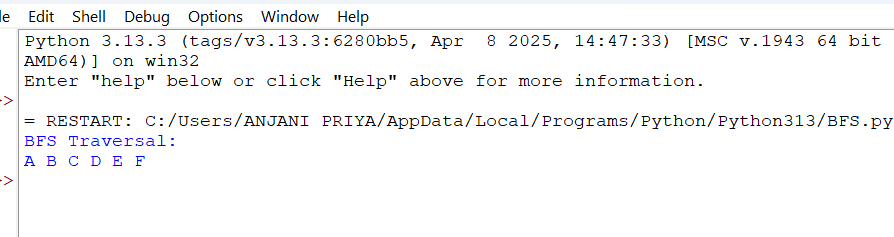 le Edit Shell Debug Options Window Help
Python 3.13.3 (tags/v3.13.3:6280bb5, Apr  8 2025, 14:47:33) [MSC v.1943 64 bit
AMD64)] on win32
Enter "help" below or click "Help" above for more information.
>
= RESTART: C:/Users/ANJANI PRIYA/AppData/Local/Programs/Python/Python313/BFS.py
BFS Traversal:
A B C D E F
>